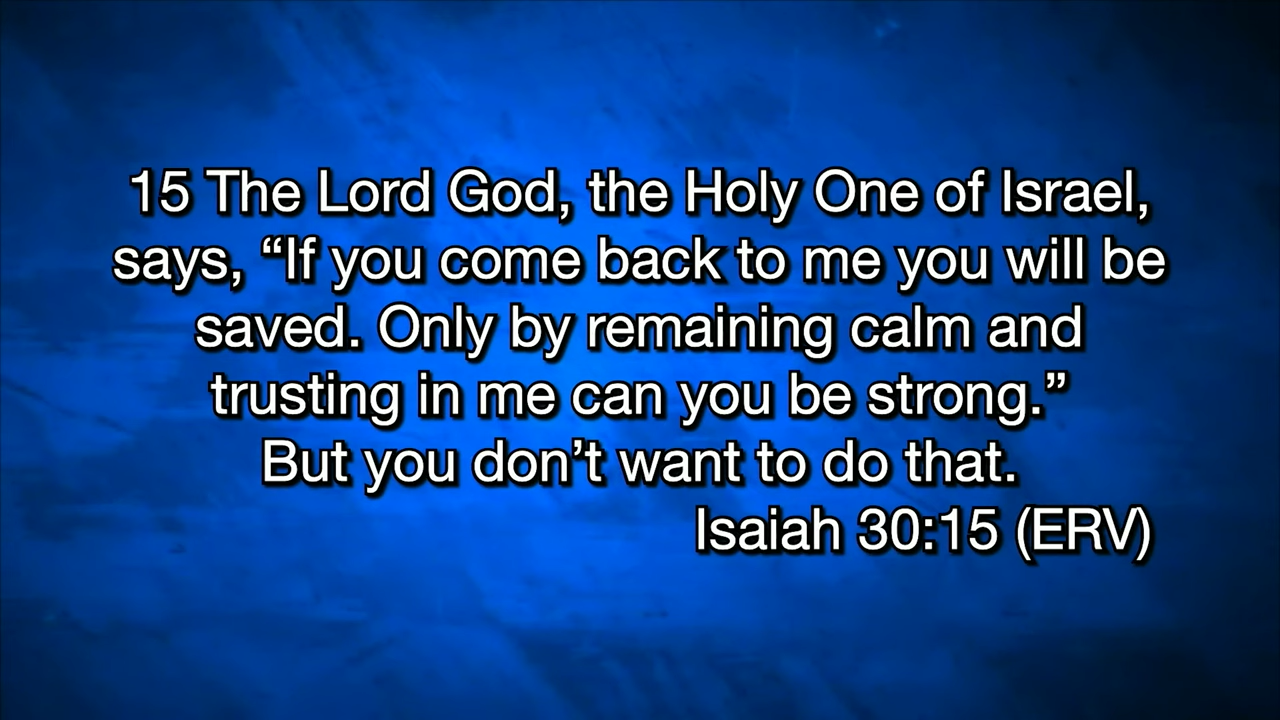 15 The Lord God, the Holy One of Israel,
says, “If you come back to me you will be
saved. Only by remaining calm and
trusting in me can you be strong.”
But you don’t want to do that.
Isaiah 30:15 (ERV)